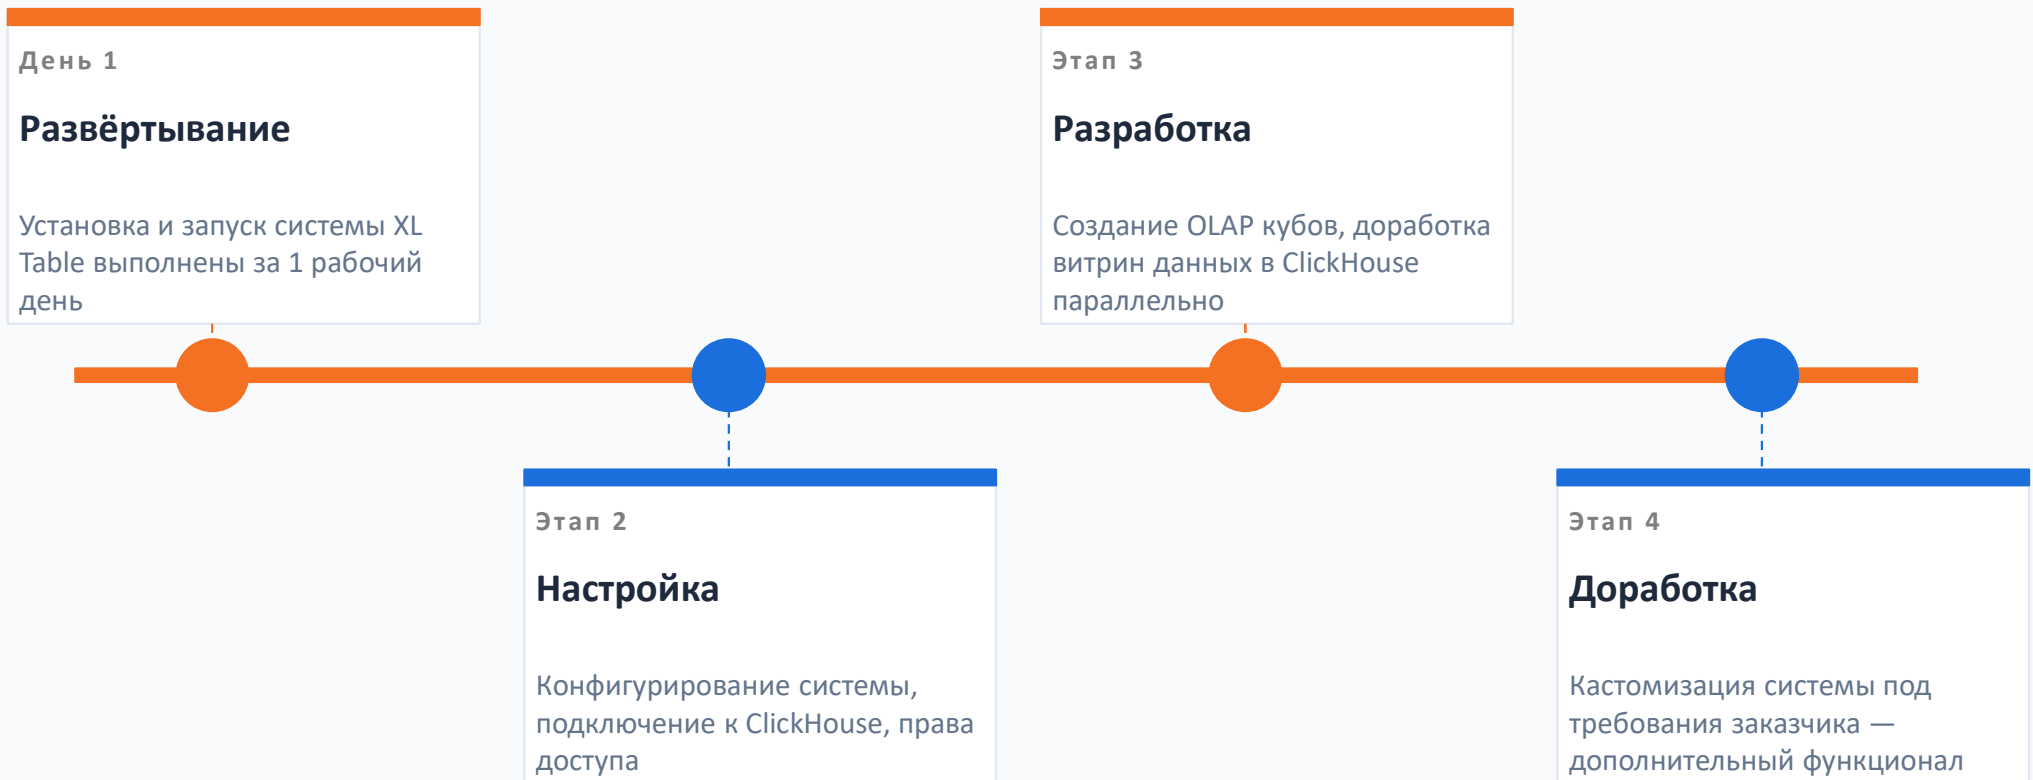 День 1
Развёртывание
Установка и запуск системы XL
Table выполнены за 1 рабочий
день
Этап 2
Настройка
Конфигурирование системы,
подключение к ClickHouse, права
доступа
Этап 3
Разработка
Создание OLAP кубов, доработка
витрин данных в ClickHouse
параллельно
Этап 4
Доработка
Кастомизация системы под
требования заказчика —
дополнительный функционал